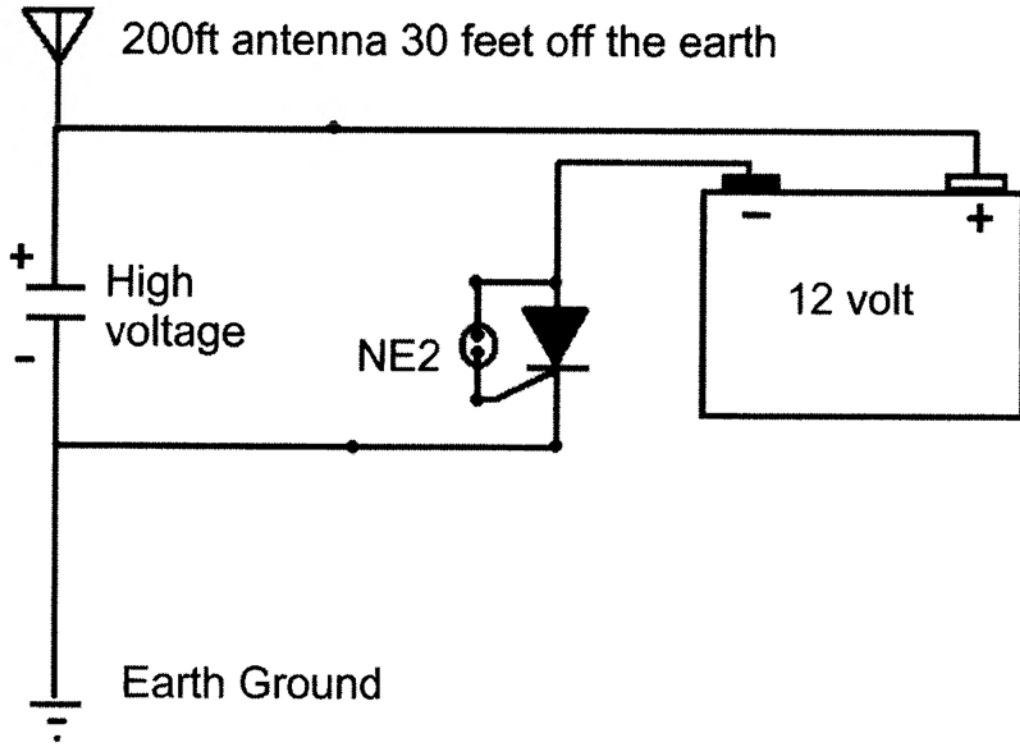 200ft antenna 30 feet off the earth
+
High
voltage
-
NE2
-
+
12 volt
Earth Ground